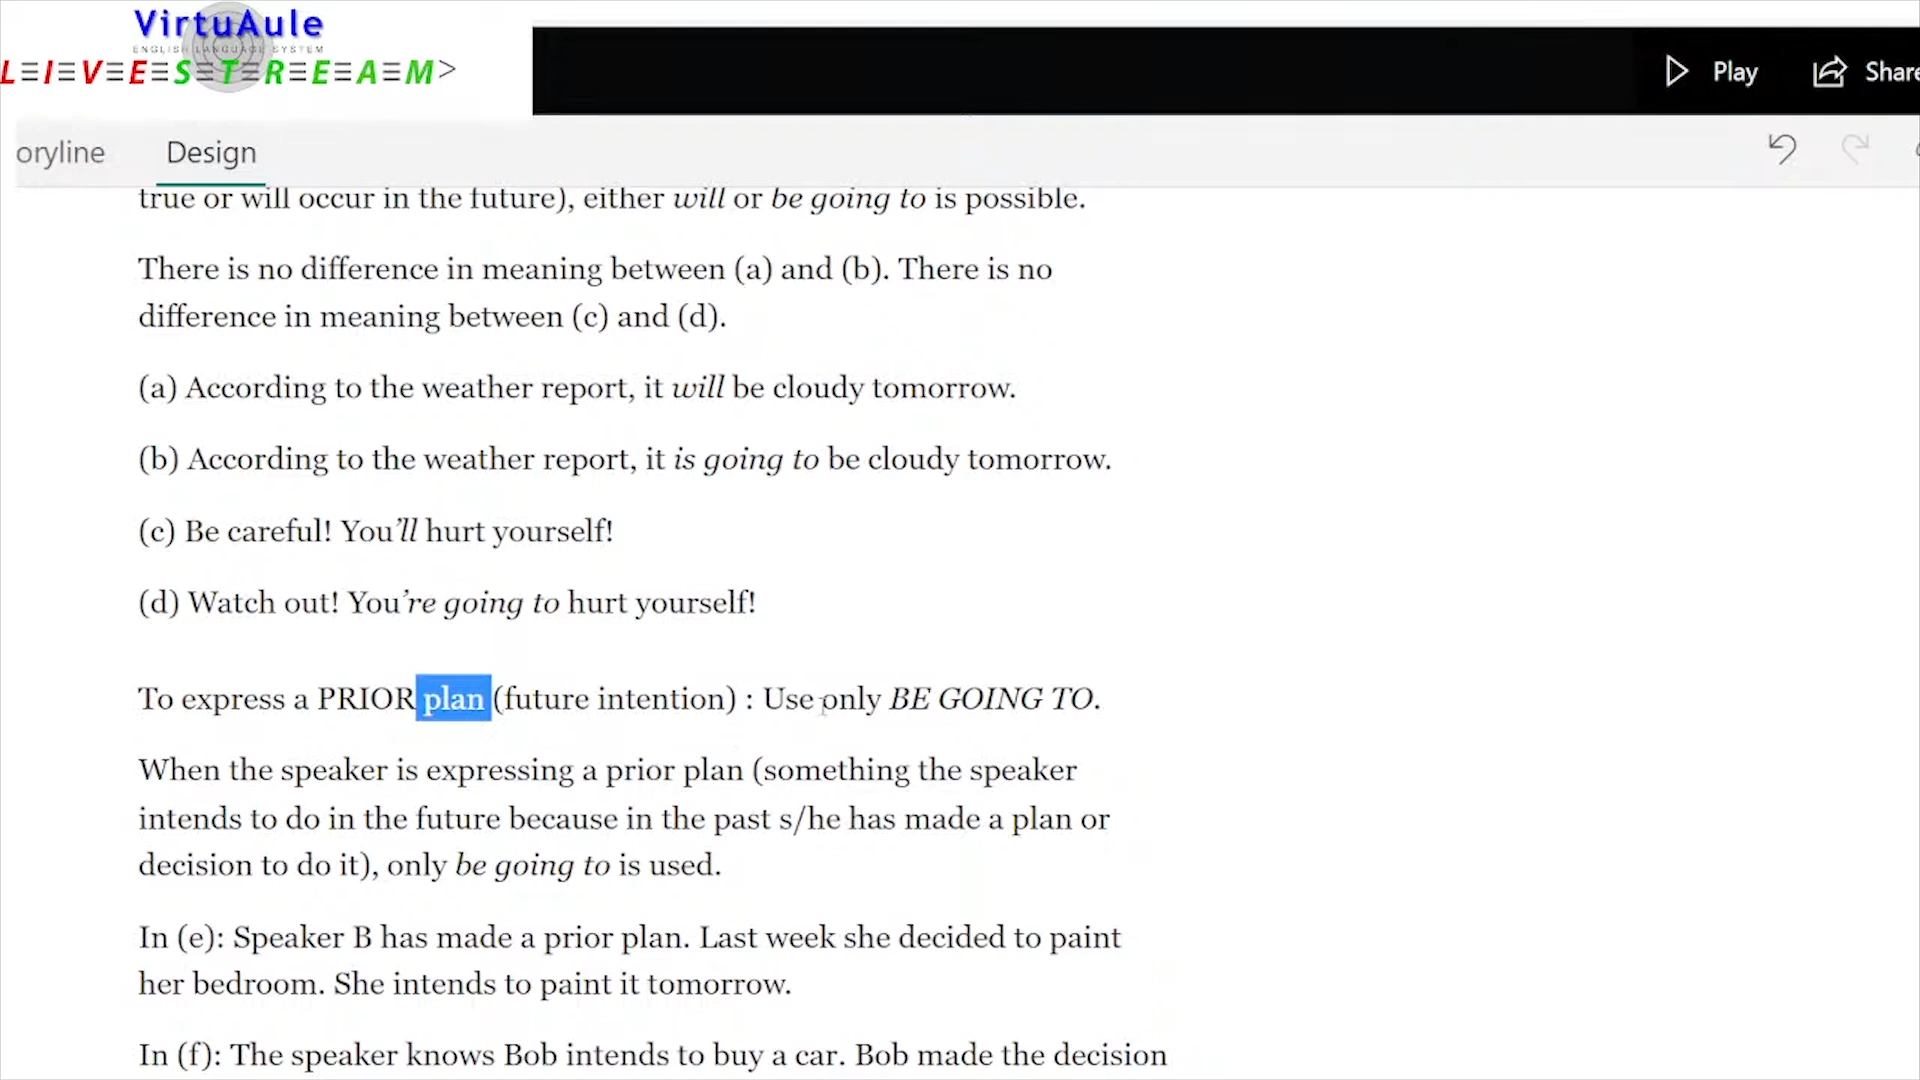 VirtuAule
ENGLISH LANGUAGE SYSTEM
L≡I≡V≡E≡S≡T≡R≡E≡A≡M>
Play
Share
oryline
Design
true or will occur in the future), either will or be going to is possible.
There is no difference in meaning between (a) and (b). There is no
difference in meaning between (c) and (d).
(a) According to the weather report, it will be cloudy tomorrow.
(b) According to the weather report, it is going to be cloudy tomorrow.
(c) Be careful! You’ll hurt yourself!
(d) Watch out! You’re going to hurt yourself!
To express a PRIOR plan (future intention) : Use only BE GOING TO.
When the speaker is expressing a prior plan (something the speaker
intends to do in the future because in the past s/he has made a plan or
decision to do it), only be going to is used.
In (e): Speaker B has made a prior plan. Last week she decided to paint
her bedroom. She intends to paint it tomorrow.
In (f): The speaker knows Bob intends to buy a car. Bob made the decision